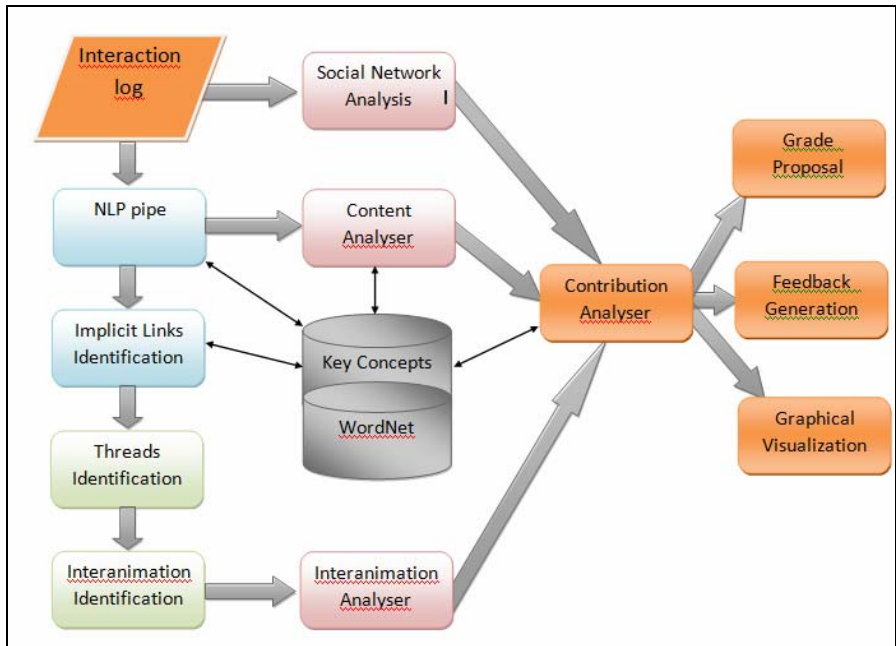 Interaction
log
Social Network
Analysis
Grade
Proposal
NLP pipe
Content
Analyser
Contribution
Analyser
Feedback
Generation
Implicit Links
Identification
Key Concepts
WordNet
Graphical
Visualization
Threads
Identification
Interanimation
Identification
Interanimation
Analyser